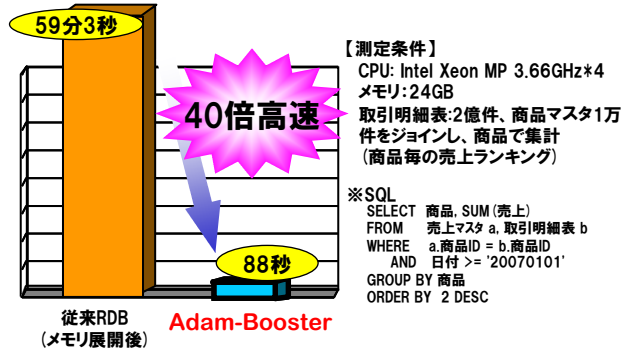 59分3秒
40倍高速
88秒
従来RDB
(メモリ展開後)
Adam-Booster
【測定条件】
CPU: Intel Xeon MP 3.66GHz*4
メモリ:24GB
取引明細表:2億件、商品マスタ1万
件をジョインし、商品で集計
(商品毎の売上ランキング)
※SQL
SELECT 商品, SUM(売上)
FROM 売上マスタ a, 取引明細表 b
WHERE a.商品ID = b.商品ID
AND 日付 >= '20070101'
GROUP BY 商品
ORDER BY 2 DESC